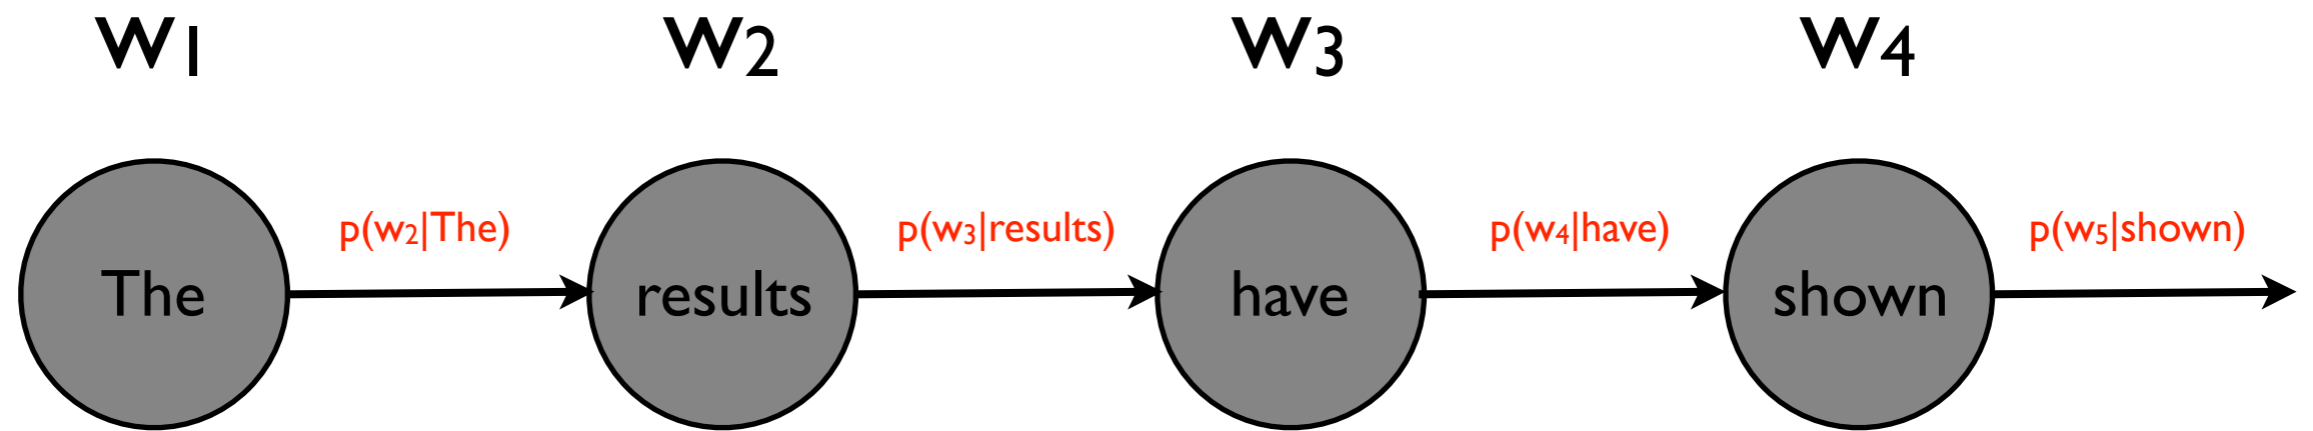 w1 w2 w3 w4
p(w2|The) p(w3|results) p(w4|have) p(w5|shown)
The results have shown